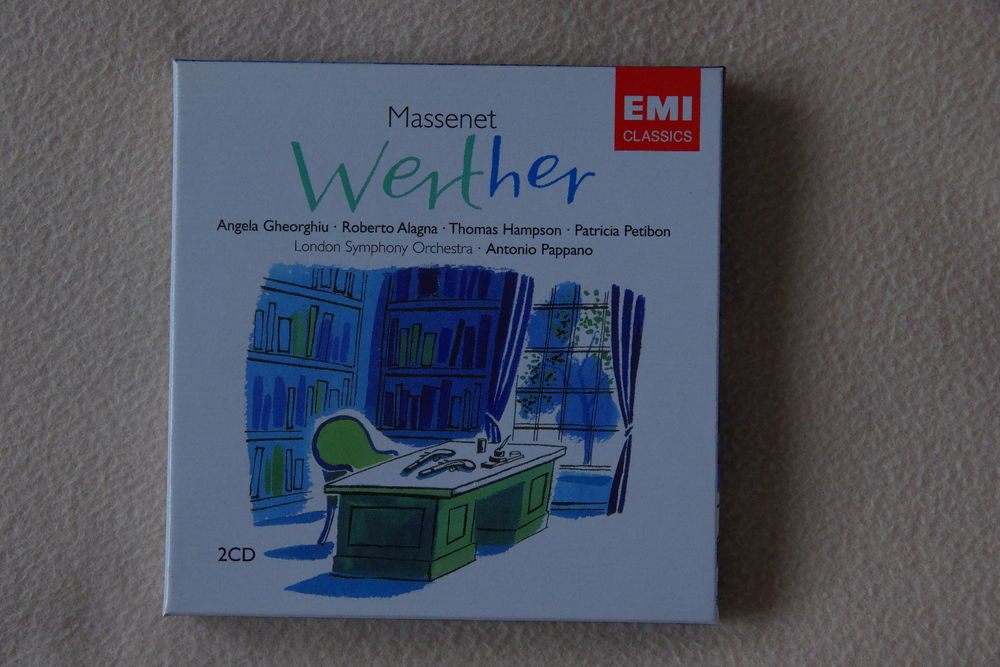 EMI
CLASSICS
Massenet
Werther
Angela Gheorghiu · Roberto Alagna · Thomas Hampson · Patricia Petibon
London Symphony Orchestra · Antonio Pappano
2CD